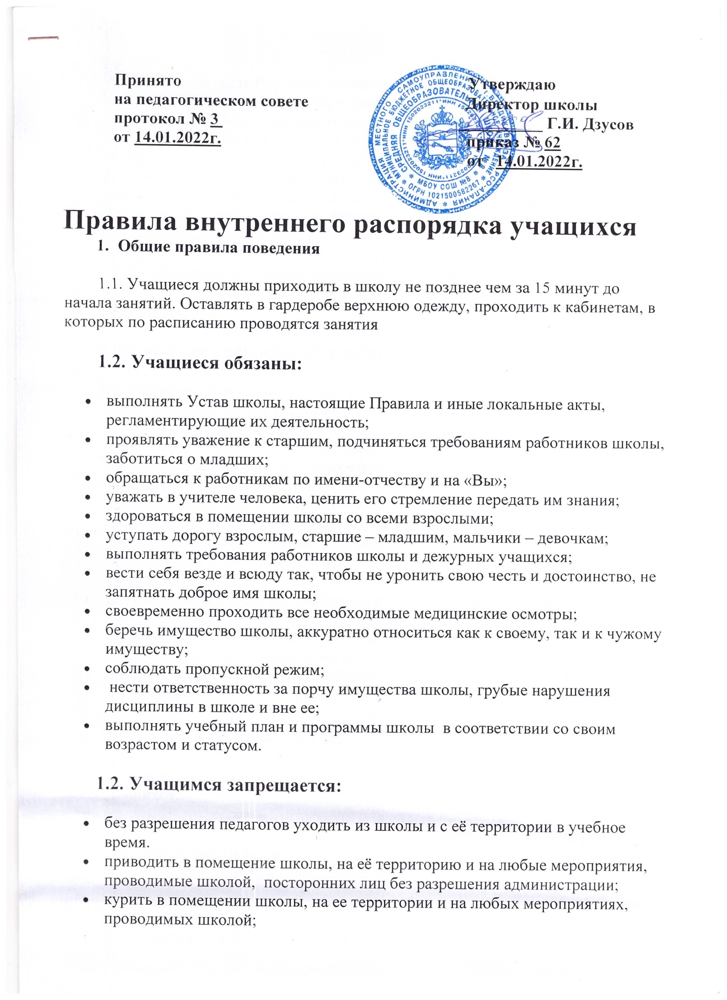 Принято
на педагогическом совете
протокол № 3
от 14.01.2022г.
Утверждаю
Директор школы
Г.И. Дзусов
приказ № 62
от 14.01.2022г.
МУНИЦИПАЛЬНОЕ БЮДЖЕТНОЕ ОБЩЕОБРАЗОВАТЕЛЬНОЕ УЧРЕЖДЕНИЕ
СРЕДНЯЯ ОБЩЕОБРАЗОВАТЕЛЬНАЯ ШКОЛА №8
* МБОУ СОШ №8 *
* ОГРН 1021500582267 *
ИНН 1502023211
Правила внутреннего распорядка учащихся
1. Общие правила поведения
1.1. Учащиеся должны приходить в школу не позднее чем за 15 минут до
начала занятий. Оставлять в гардеробе верхнюю одежду, проходить к кабинетам, в
которых по расписанию проводятся занятия
1.2. Учащиеся обязаны:
• выполнять Устав школы, настоящие Правила и иные локальные акты,
регламентирующие их деятельность;
• проявлять уважение к старшим, подчиняться требованиям работников школы,
заботиться о младших;
• обращаться к работникам по имени-отчеству и на «Вы»;
• уважать в учителе человека, ценить его стремление передать им знания;
• здороваться в помещении школы со всеми взрослыми;
• уступать дорогу взрослым, старшие – младшим, мальчики – девочкам;
• выполнять требования работников школы и дежурных учащихся;
• вести себя везде и всюду так, чтобы не уронить свою честь и достоинство, не
запятнать доброе имя школы;
• своевременно проходить все необходимые медицинские осмотры;
• беречь имущество школы, аккуратно относиться как к своему, так и к чужому
имуществу;
• соблюдать пропускной режим;
• нести ответственность за порчу имущества школы, грубые нарушения
дисциплины в школе и вне ее;
• выполнять учебный план и программы школы в соответствии со своим
возрастом и статусом.
1.2. Учащимся запрещается:
• без разрешения педагогов уходить из школы и с её территории в учебное
время.
• приводить в помещение школы, на её территорию и на любые мероприятия,
проводимые школой, посторонних лиц без разрешения администрации;
• курить в помещении школы, на ее территории и на любых мероприятиях,
проводимых школой;